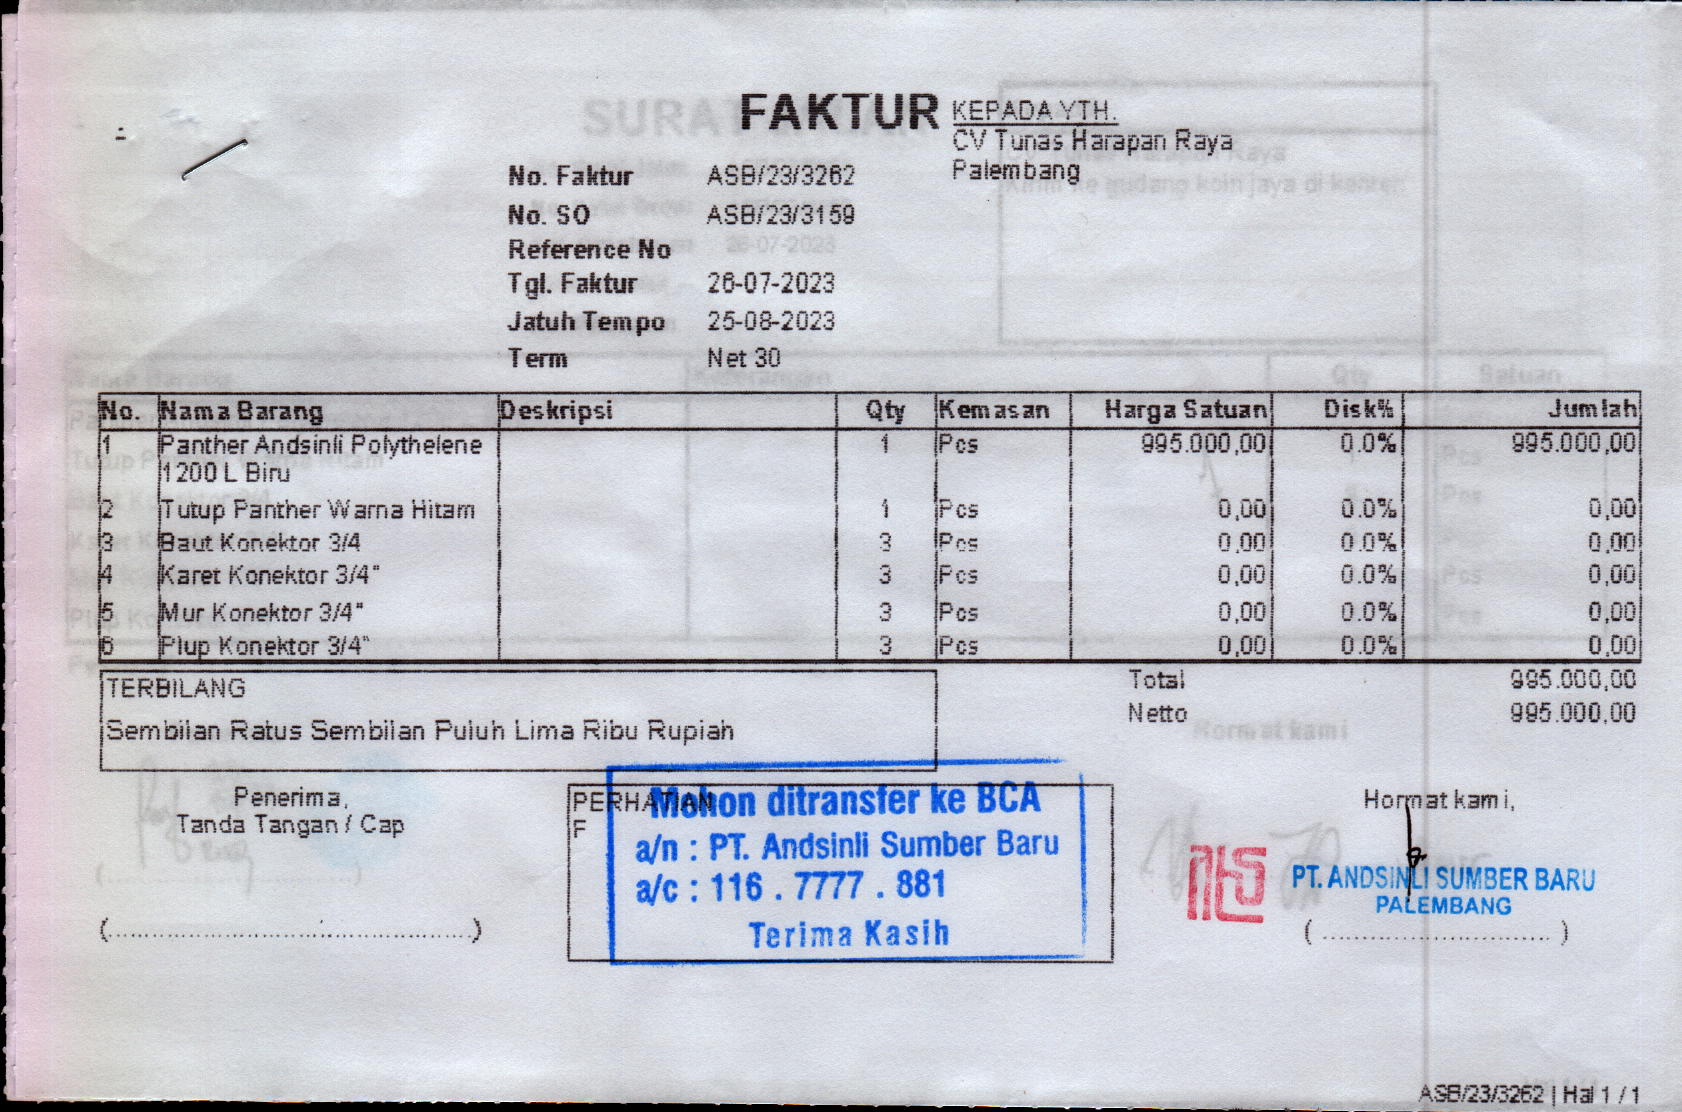 FAKTUR
KEPADA YTH.
CV Tunas Harapan Raya
Palembang
No. Faktur ASB/23/3262
No. SO ASB/23/3159
Reference No
Tgl. Faktur 26-07-2023
Jatuh Tempo 25-08-2023
Term Net 30
No. Nama Barang Deskripsi Qty Kemasan Harga Satuan Disk% Jumlah
1 Panther Andsinli Polythelene 1 Pcs 995.000,00 0.0% 995.000,00
1200 L Biru
2 Tutup Panther Warna Hitam 1 Pcs 0,00 0.0% 0,00
3 Baut Konektor 3/4 3 Pcs 0,00 0.0% 0,00
4 Karet Konektor 3/4" 3 Pcs 0,00 0.0% 0,00
5 Mur Konektor 3/4" 3 Pcs 0,00 0.0% 0,00
6 Plup Konektor 3/4" 3 Pcs 0,00 0.0% 0,00
TERBILANG
Sembilan Ratus Sembilan Puluh Lima Ribu Rupiah
Total 995.000,00
Netto 995.000,00
Penerima,
Tanda Tangan / Cap
PERHATIAN
F
Mohon ditransfer ke BCA
a/n : PT. Andsinli Sumber Baru
a/c : 116 . 7777 . 881
Terima Kasih
Hormat kami,
PT. ANDSINLI SUMBER BARU
PALEMBANG
ASB/23/3262 | Hal 1 / 1